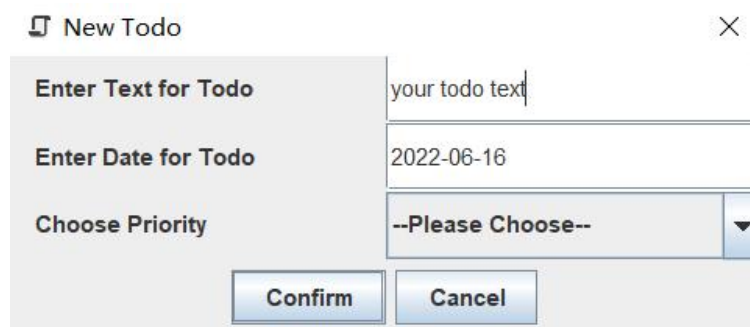 New Todo
Enter Text for Todo your todo text
Enter Date for Todo 2022-06-16
Choose Priority --Please Choose--
Confirm Cancel